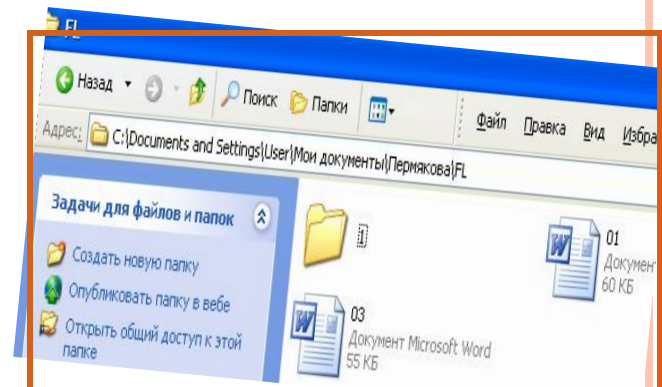 FL
Назад Поиск Папки Файл Правка Вид Избра
Адрес: C:\Documents and Settings\User\Мои документы\Пермякова\FL
Задачи для файлов и папок
Создать новую папку
Опубликовать папку в вебе
Открыть общий доступ к этой
папке
1
01
Документ
60 КБ
03
Документ Microsoft Word
55 КБ